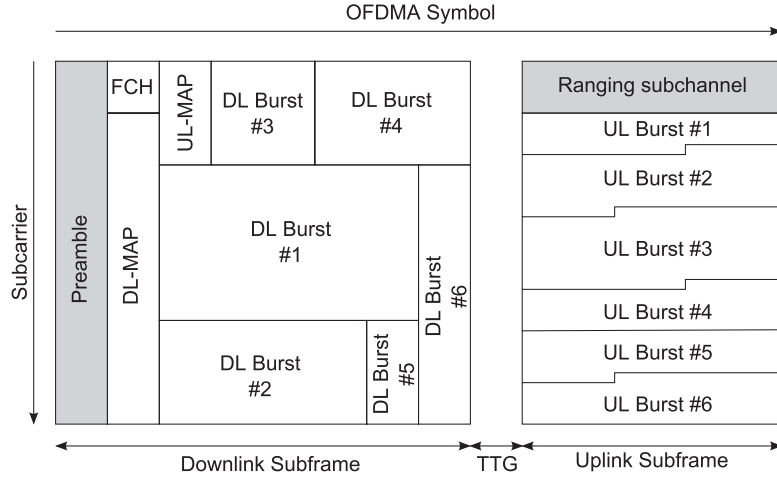 OFDMA Symbol
Subcarrier
Preamble
FCH
DL-MAP
UL-MAP
DL Burst
#3
DL Burst
#4
DL Burst
#1
DL Burst
#6
DL Burst
#2
DL Burst
#5
Ranging subchannel
UL Burst #1
UL Burst #2
UL Burst #3
UL Burst #4
UL Burst #5
UL Burst #6
Downlink Subframe
TTG
Uplink Subframe